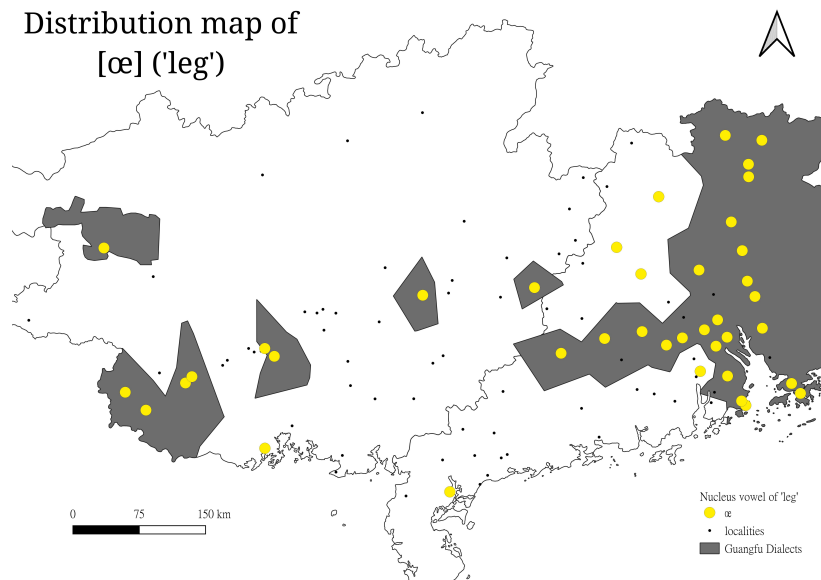 Distribution map of
[œ] ('leg')
0 75 150 km
Nucleus vowel of 'leg'
œ
localities
Guangfu Dialects